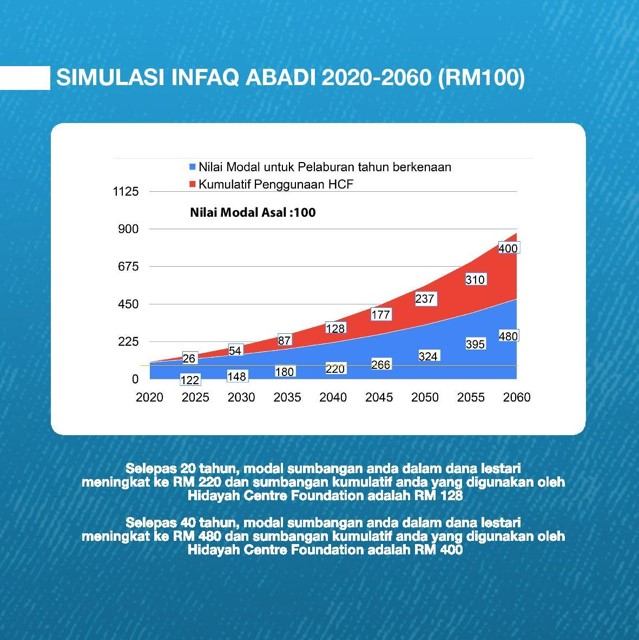 SIMULASI INFAQ ABADI 2020-2060 (RM100)
Nilai Modal untuk Pelaburan tahun berkenaan
Kumulatif Penggunaan HCF
1125
Nilai Modal Asal :100
900
400
675
310
237
450
177
128
480
87
395
225
54
324
26
266
220
180
148
122
0
2020 2025 2030 2035 2040 2045 2050 2055 2060
Selepas 20 tahun, modal sumbangan anda dalam dana lestari
meningkat ke RM 220 dan sumbangan kumulatif anda yang digunakan oleh
Hidayah Centre Foundation adalah RM 128
Selepas 40 tahun, modal sumbangan anda dalam dana lestari
meningkat ke RM 480 dan sumbangan kumulatif anda yang digunakan oleh
Hidayah Centre Foundation adalah RM 400